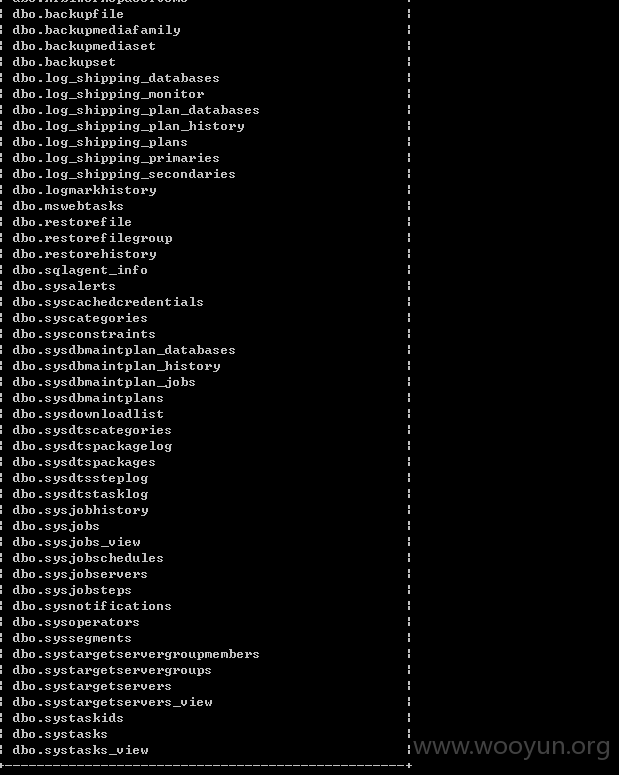 dbo.backupfile
dbo.backupmediafamily
dbo.backupmediaset
dbo.backupset
dbo.log_shipping_databases
dbo.log_shipping_monitor
dbo.log_shipping_plan_databases
dbo.log_shipping_plan_history
dbo.log_shipping_plans
dbo.log_shipping_primaries
dbo.log_shipping_secondaries
dbo.logmarkhistory
dbo.mswebtasks
dbo.restorefile
dbo.restorefilegroup
dbo.restorehistory
dbo.sqlagent_info
dbo.sysalerts
dbo.syscachedcredentials
dbo.syscategories
dbo.sysconstraints
dbo.sysdbmaintplan_databases
dbo.sysdbmaintplan_history
dbo.sysdbmaintplan_jobs
dbo.sysdbmaintplans
dbo.sysdownloadlist
dbo.sysdtscategories
dbo.sysdtspackagelog
dbo.sysdtspackages
dbo.sysdtssteplog
dbo.sysdtstasklog
dbo.sysjobhistory
dbo.sysjobs
dbo.sysjobs_view
dbo.sysjobschedules
dbo.sysjobservers
dbo.sysjobsteps
dbo.sysnotifications
dbo.sysoperators
dbo.syssegments
dbo.systargetservergroupmembers
dbo.systargetservergroups
dbo.systargetservers
dbo.systargetservers_view
dbo.systaskids
dbo.systasks
dbo.systasks_view
www.wooyun.org